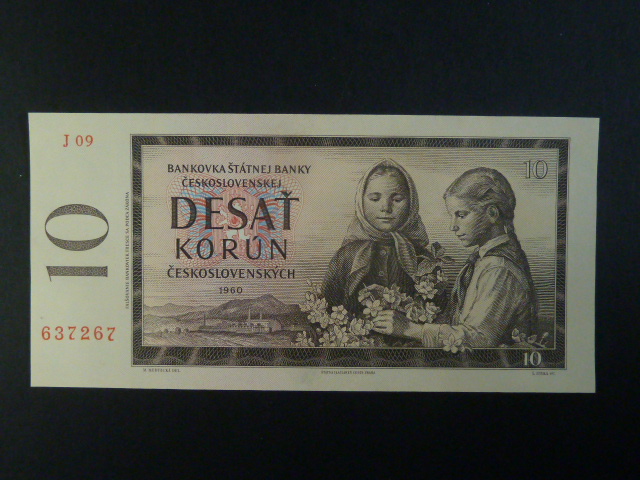 J 09
10
637267
BANKOVKA ŠTÁTNEJ BANKY
ČESKOSLOVENSKEJ
DESAŤ
KORÚN
ČESKOSLOVENSKÝCH
1960
10
10